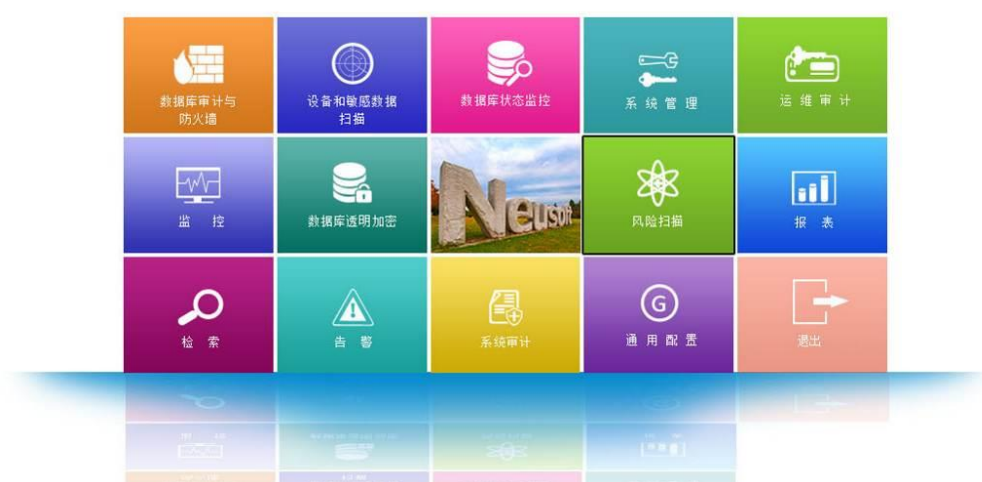 数据库审计与
防火墙
设备和敏感数据
扫描
数据库状态监控
系统管理
运维审计
监 控
数据库透明加密
Neusoft
风险扫描
报 表
检 索
告 警
系统审计
G
通用配置
退出